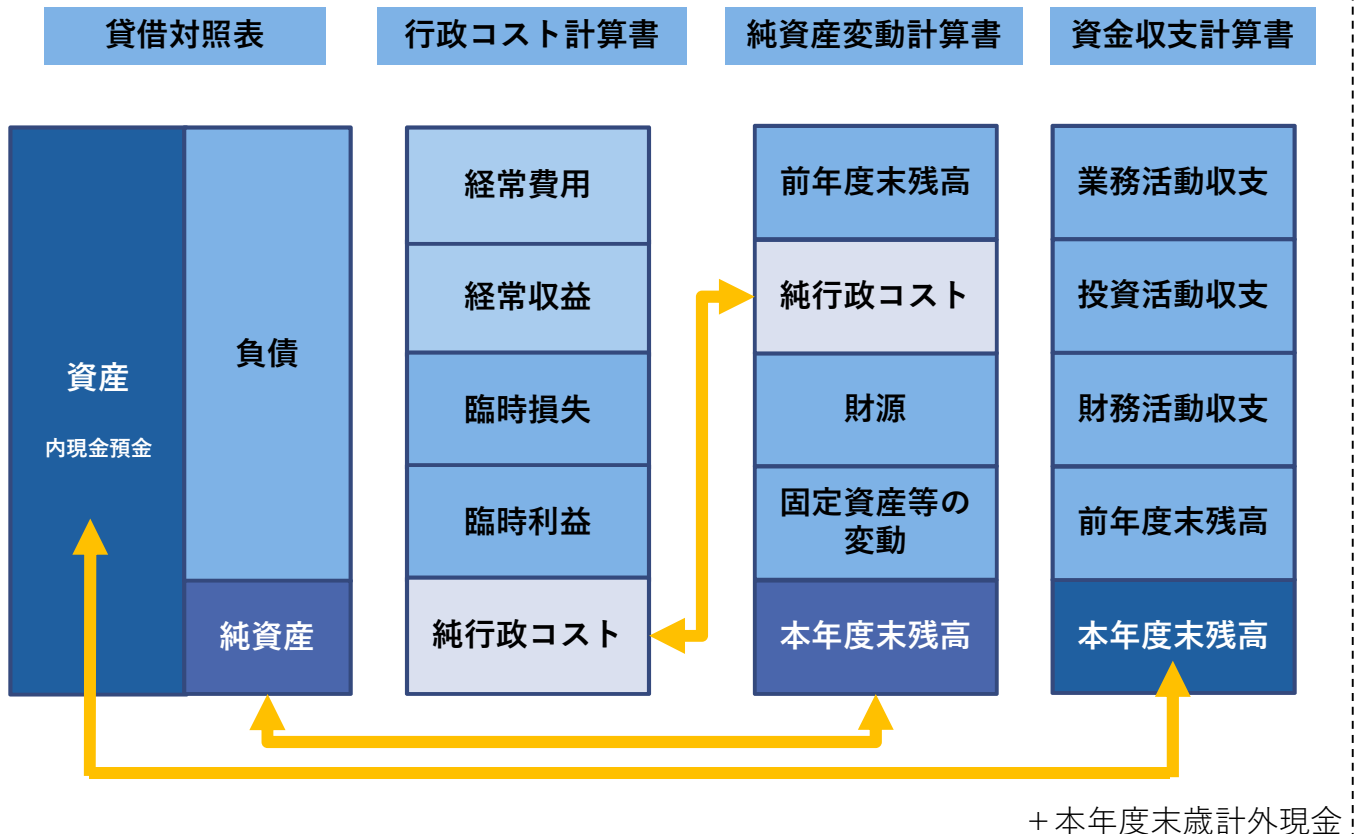 貸借対照表
行政コスト計算書
純資産変動計算書
資金収支計算書
資産
内現金預金
負債
純資産
経常費用
経常収益
臨時損失
臨時利益
純行政コスト
前年度末残高
純行政コスト
財源
固定資産等の
変動
本年度末残高
業務活動収支
投資活動収支
財務活動収支
前年度末残高
本年度末残高
＋本年度末歳計外現金